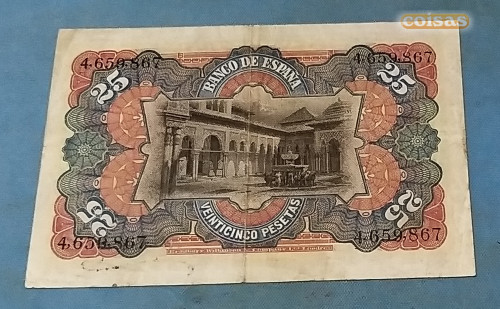 coisas
4.659,867 4.659,867
25 BANCO DE ESPAÑA 25
25 VEINTICINCO PESETAS 25
4.659,867 4.659,867